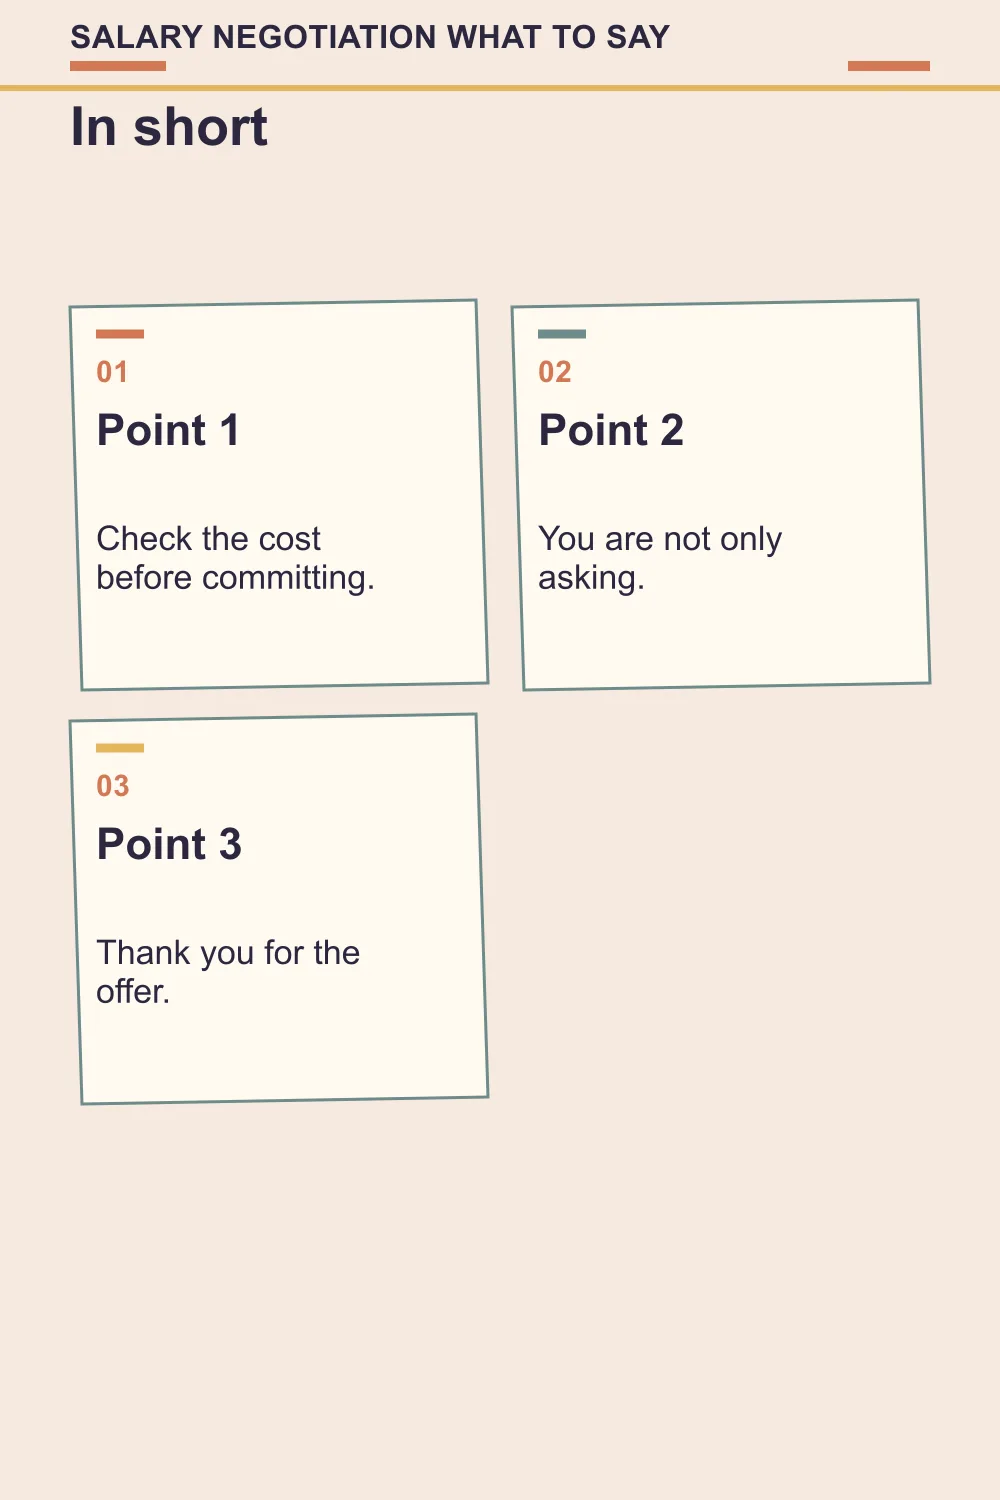 SALARY NEGOTIATION WHAT TO SAY
In short
01
Point 1
Check the cost
before committing.
02
Point 2
You are not only
asking.
03
Point 3
Thank you for the
offer.